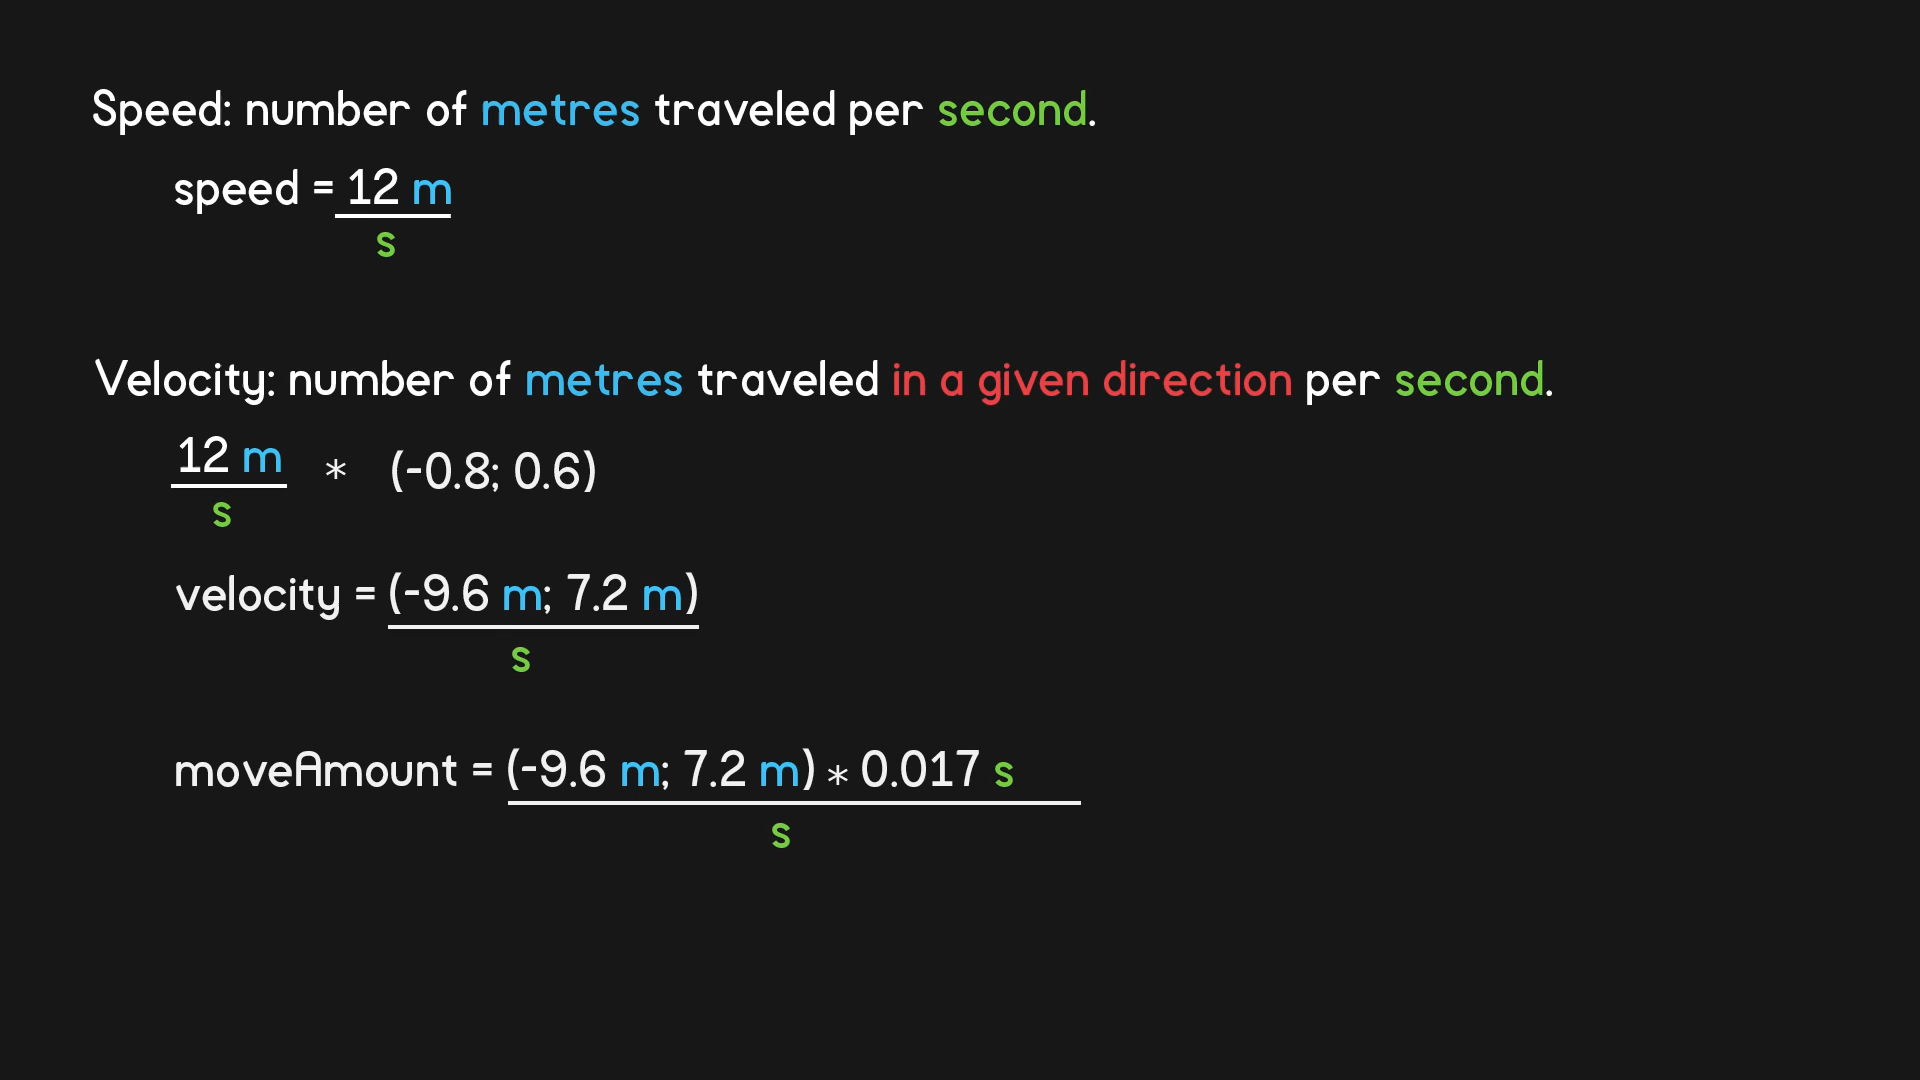 Speed: number of metres traveled per second.
speed = 12 m
s
Velocity: number of metres traveled in a given direction per second.
12 m * (-0.8; 0.6)
s
velocity = (-9.6 m; 7.2 m)
s
moveAmount = (-9.6 m; 7.2 m) * 0.017 s
s